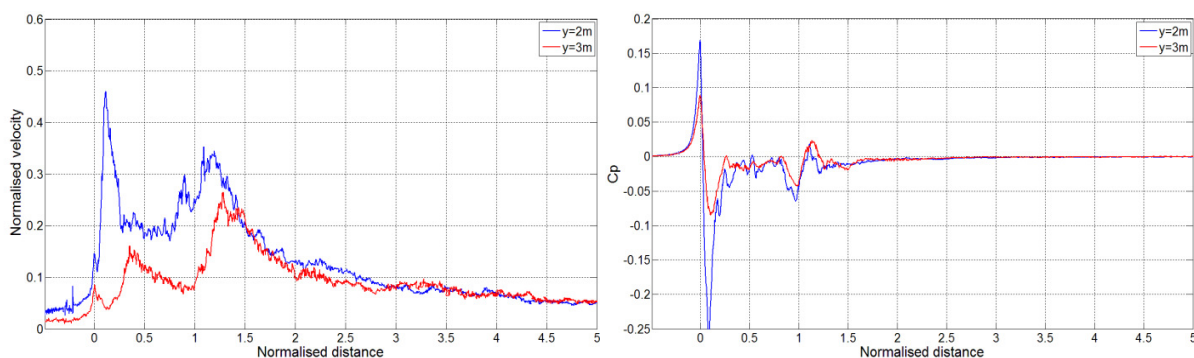 0.6
0.5
0.4
0.3
0.2
0.1
0
Normalised velocity
0 0.5 1 1.5 2 2.5 3 3.5 4 4.5 5
Normalised distance
y=2m
y=3m
0.2
0.15
0.1
0.05
0
-0.05
-0.1
-0.15
-0.2
-0.25
Cp
0 0.5 1 1.5 2 2.5 3 3.5 4 4.5 5
Normalised distance
y=2m
y=3m